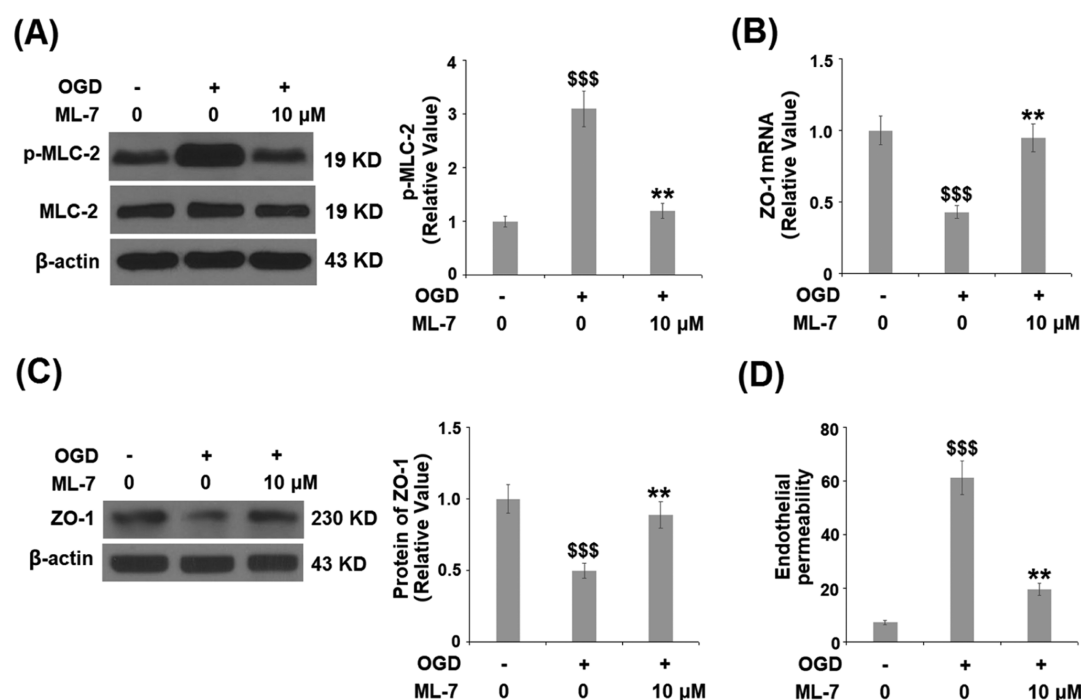 (A)
OGD - + +
ML-7 0 0 10 μM
p-MLC-2 19 KD
MLC-2 19 KD
β-actin 43 KD
p-MLC-2
(Relative Value)
4
3
2
1
0
$$$
**
OGD - + +
ML-7 0 0 10 μM
(B)
ZO-1 mRNA
(Relative Value)
1.5
1.0
0.5
0
$$$
**
OGD - + +
ML-7 0 0 10 μM
(C)
OGD - + +
ML-7 0 0 10 μM
ZO-1 230 KD
β-actin 43 KD
Protein of ZO-1
(Relative Value)
1.5
1.0
0.5
0
$$$
**
OGD - + +
ML-7 0 0 10 μM
(D)
Endothelial
permeability
80
60
40
20
0
$$$
**
OGD - + +
ML-7 0 0 10 μM